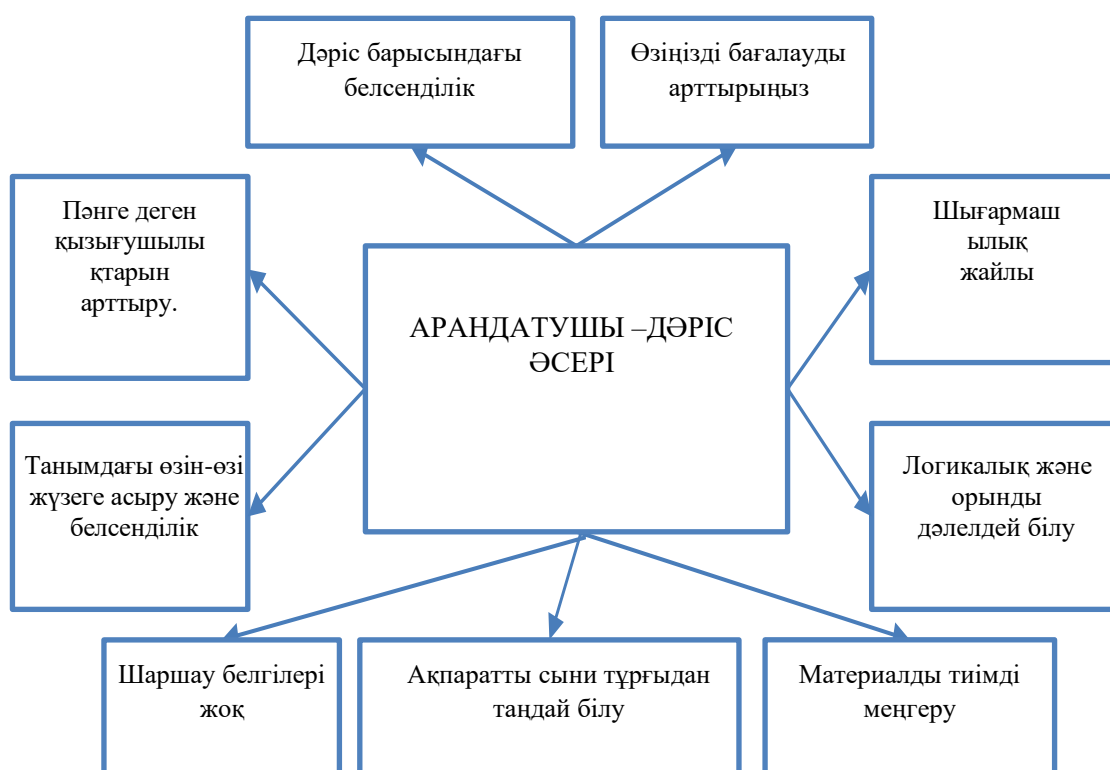 Дәріс барысындағы
белсенділік
Өзіңізді бағалауды
арттырыңыз
Пәнге деген
қызығушылы
қтарын
арттыру.
Шығармаш
ылық
жайлы
АРАНДАТУШЫ –ДӘРІС
ӘСЕРІ
Танымдағы өзін-өзі
жүзеге асыру және
белсенділік
Логикалық және
орынды
дәлелдей білу
Шаршау белгілері
жоқ
Ақпаратты сыни тұрғыдан
таңдай білу
Материалды тиімді
меңгеру